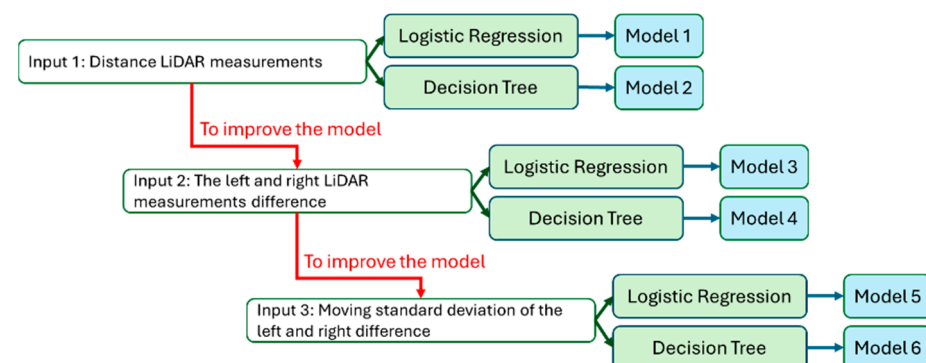 Logistic Regression
Model 1
Input 1: Distance LiDAR measurements
Decision Tree
Model 2
To improve the model
Logistic Regression
Model 3
Input 2: The left and right LiDAR
measurements difference
Decision Tree
Model 4
To improve the model
Logistic Regression
Model 5
Input 3: Moving standard deviation of the
left and right difference
Decision Tree
Model 6